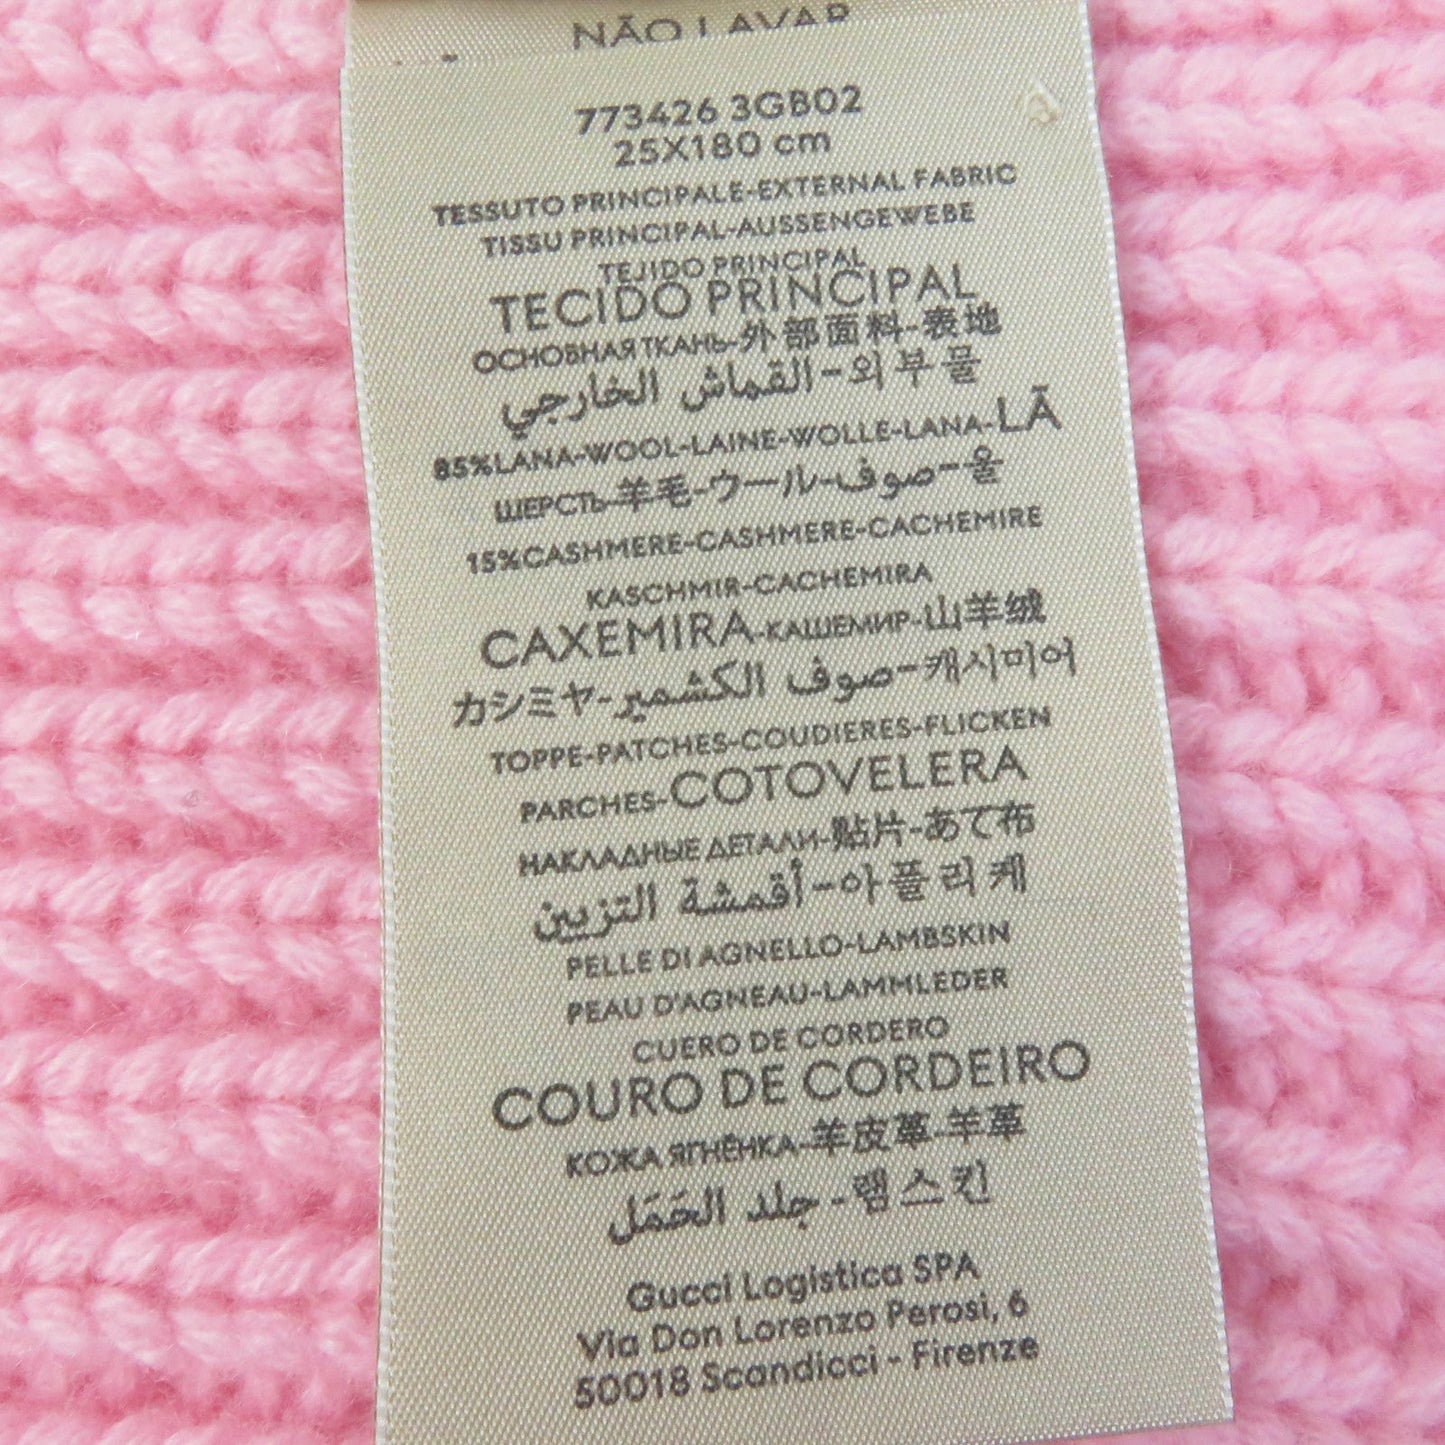 NÃO LAVAR
773426 3GB02
25X180 cm
TESSUTO PRINCIPALE-EXTERNAL FABRIC
TISSU PRINCIPAL-AUSSENGEWEBE
TEJIDO PRINCIPAL
TECIDO PRINCIPAL
ОСНОВНАЯ ТКАНЬ-外部面料-表地
القماش الخارجي-외부물
85%LANA-WOOL-LAINE-WOLLE-LANA-LÃ
ШЕРСТЬ-羊毛-ウール-صوف-울
15%CASHMERE-CASHMERE-CACHEMIRE
KASCHMIR-CACHEMIRA
CAXEMIRA-КАШЕМИР-山羊绒
カシミヤ-صوف الكشمير-캐시미어
TOPPE-PATCHES-COUDIERES-FLICKEN
PARCHES-COTOVELERA
НАКЛАДНЫЕ ДЕТАЛИ-贴片-あて布
أقمشة التزيين-아플리케
PELLE DI AGNELLO-LAMBSKIN
PEAU D'AGNEAU-LAMMLEDER
CUERO DE CORDERO
COURO DE CORDEIRO
КОЖА ЯГНЁНКА-羊皮革-羊革
جلد الحَمَل-램스킨
Gucci Logistica SPA
Via Don Lorenzo Perosi, 6
50018 Scandicci - Firenze